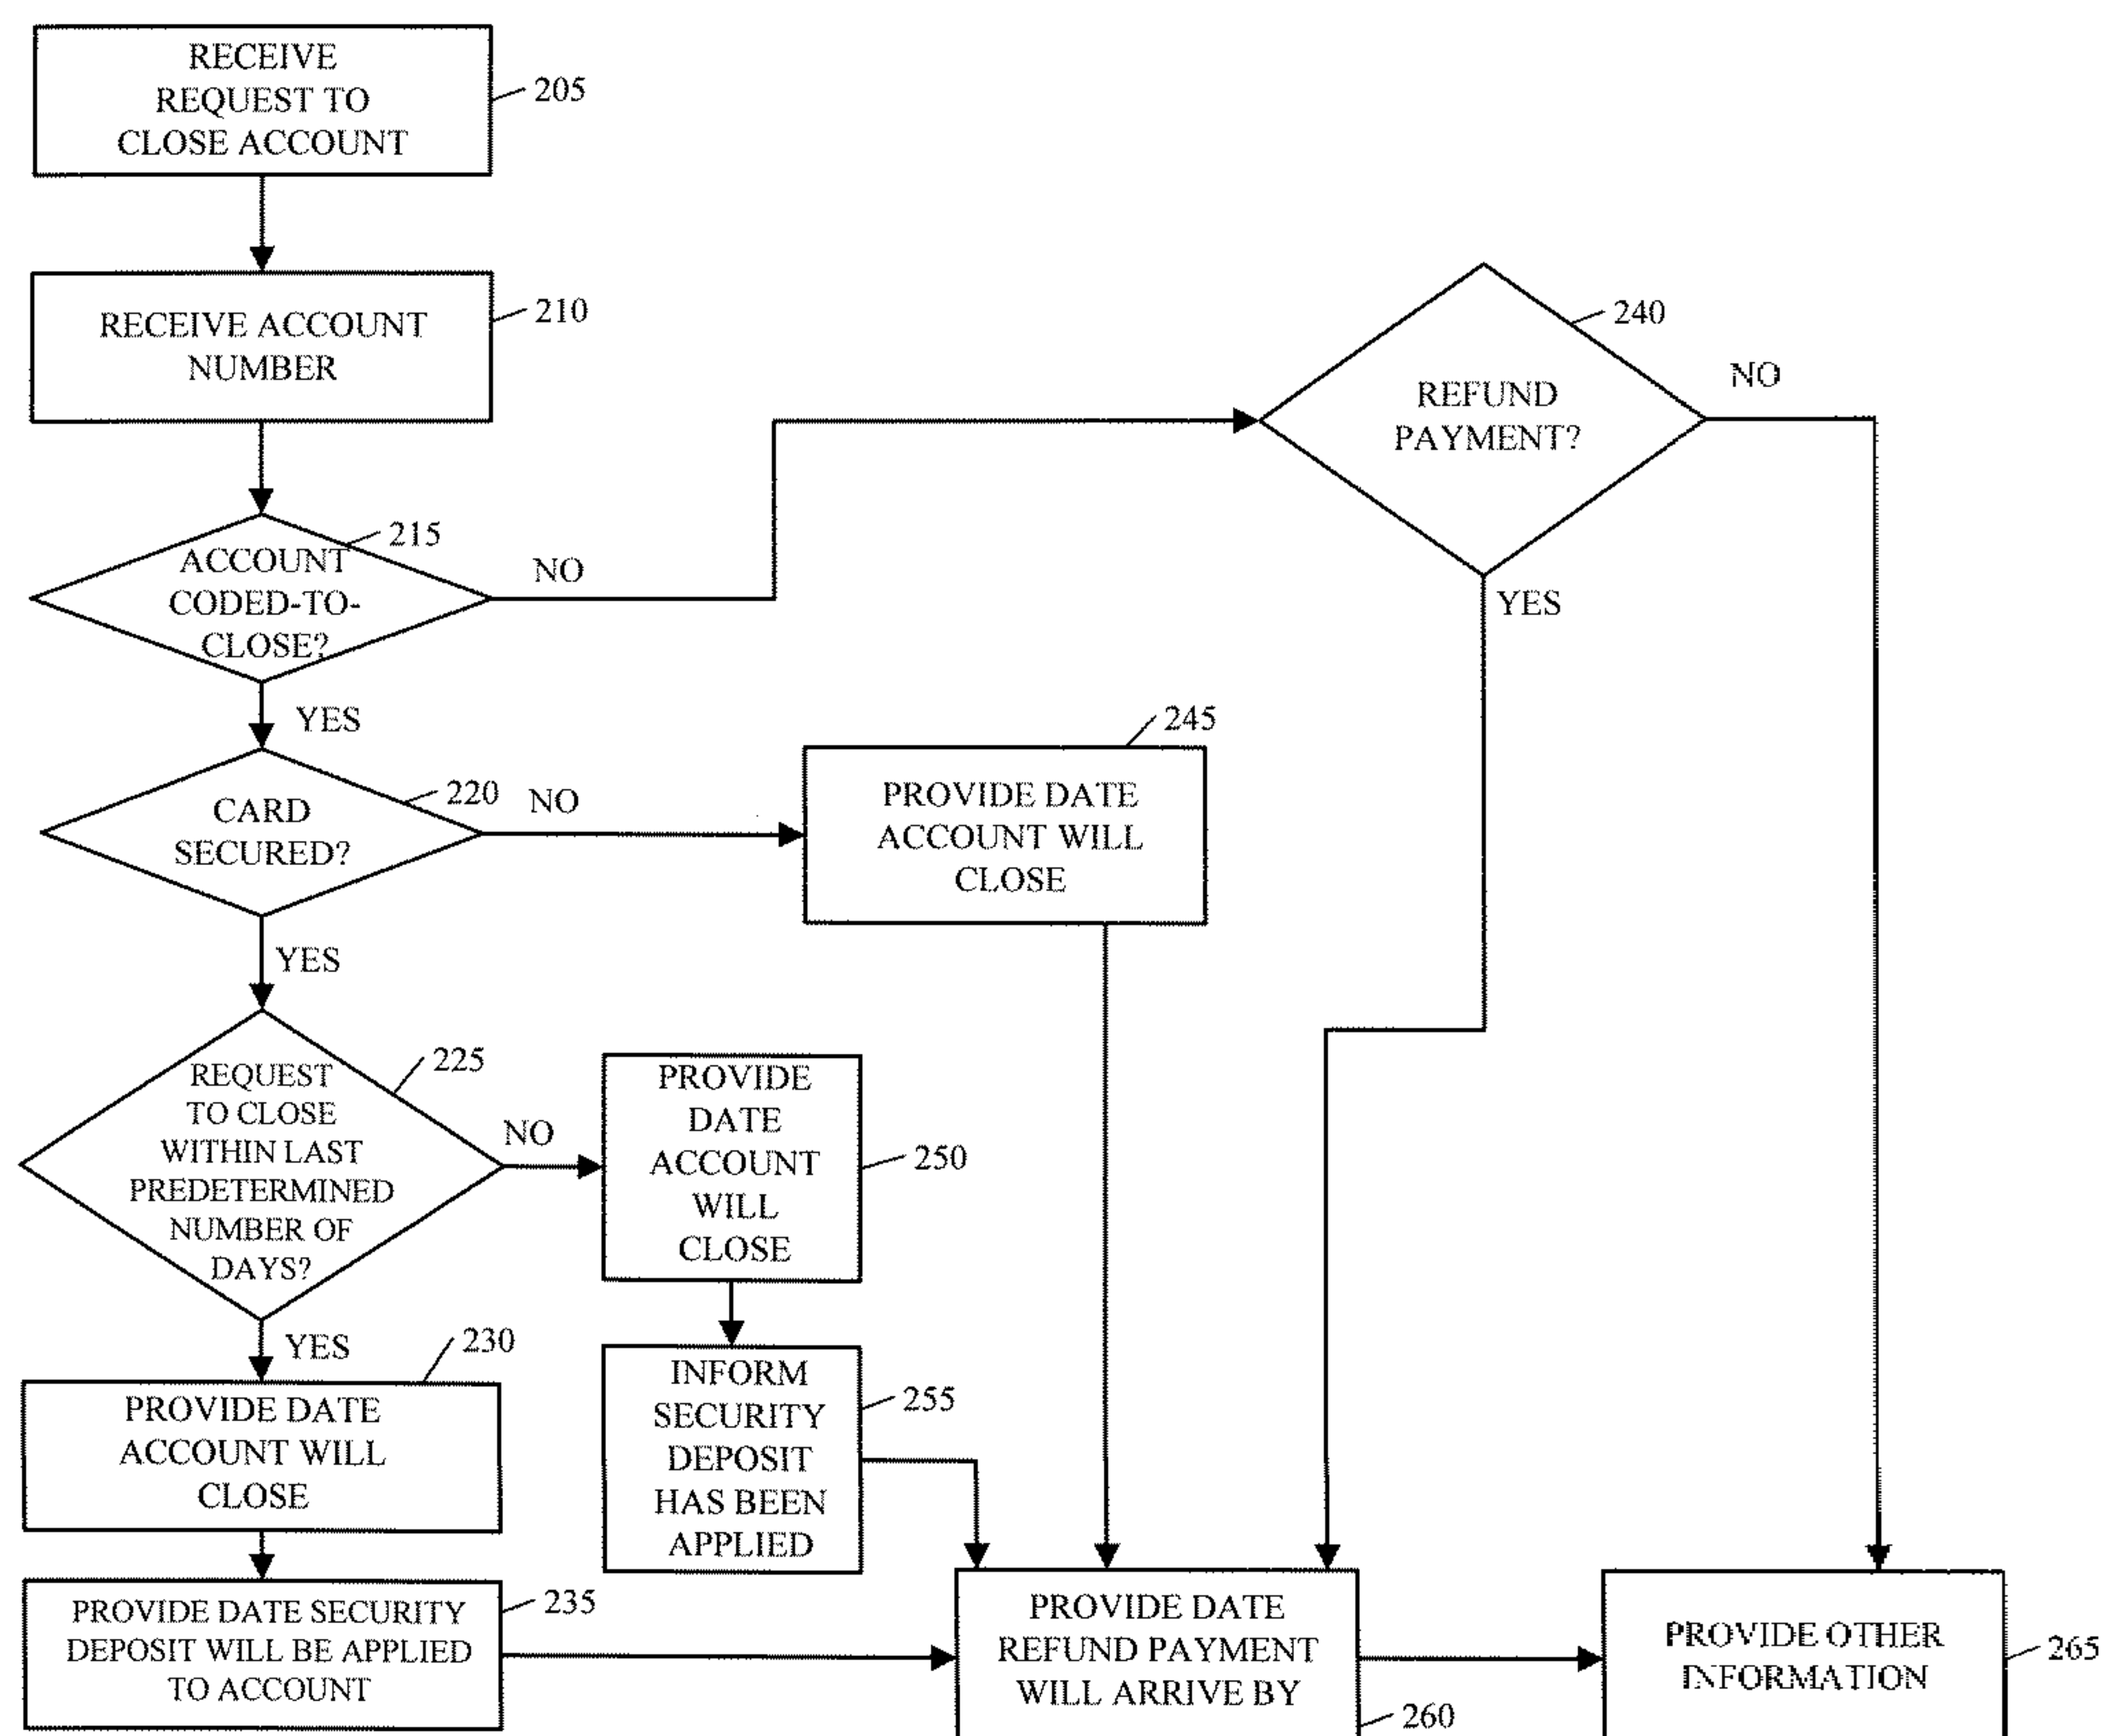 RECEIVE
REQUEST TO
CLOSE ACCOUNT
205
RECEIVE ACCOUNT
NUMBER
210
ACCOUNT
CODED-TO-
CLOSE?
215
NO
YES
REFUND
PAYMENT?
240
NO
YES
CARD
SECURED?
220
NO
YES
PROVIDE DATE
ACCOUNT WILL
CLOSE
245
REQUEST
TO CLOSE
WITHIN LAST
PREDETERMINED
NUMBER OF
DAYS?
225
NO
YES
PROVIDE
DATE
ACCOUNT
WILL
CLOSE
250
INFORM
SECURITY
DEPOSIT
HAS BEEN
APPLIED
255
PROVIDE DATE
ACCOUNT WILL
CLOSE
230
PROVIDE DATE SECURITY
DEPOSIT WILL BE APPLIED
TO ACCOUNT
235
PROVIDE DATE
REFUND PAYMENT
WILL ARRIVE BY
260
PROVIDE OTHER
INFORMATION
265